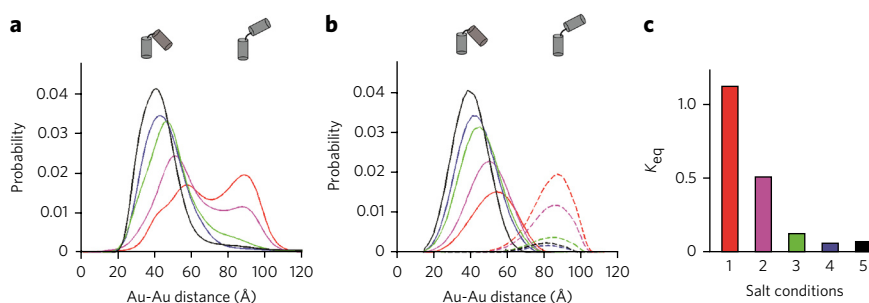 a
Probability
0.04
0.03
0.02
0.01
0
0 20 40 60 80 100 120
Au-Au distance (Å)
b
Probability
0.04
0.03
0.02
0.01
0
0 20 40 60 80 100 120
Au-Au distance (Å)
c
Keq
1.0
0.5
0
1 2 3 4 5
Salt conditions